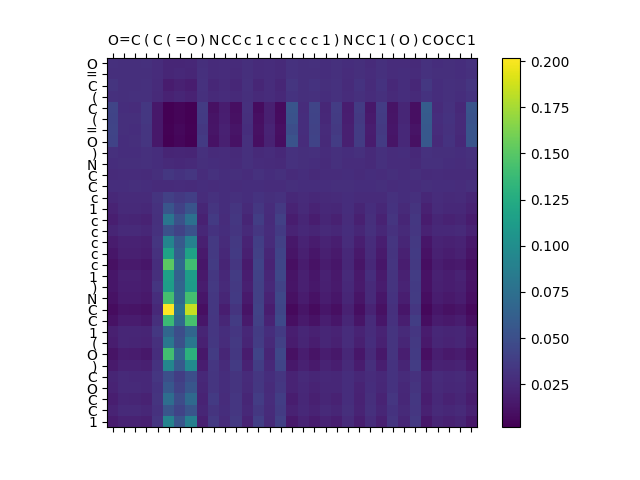 O=C(C(=O)NCCc1ccccc1)NCC1(O)COCC1
O
=
C
(
C
(
=
O
)
N
C
C
c
1
c
c
c
c
c
1
)
N
C
C
1
(
O
)
C
O
C
C
1
0.200
0.175
0.150
0.125
0.100
0.075
0.050
0.025